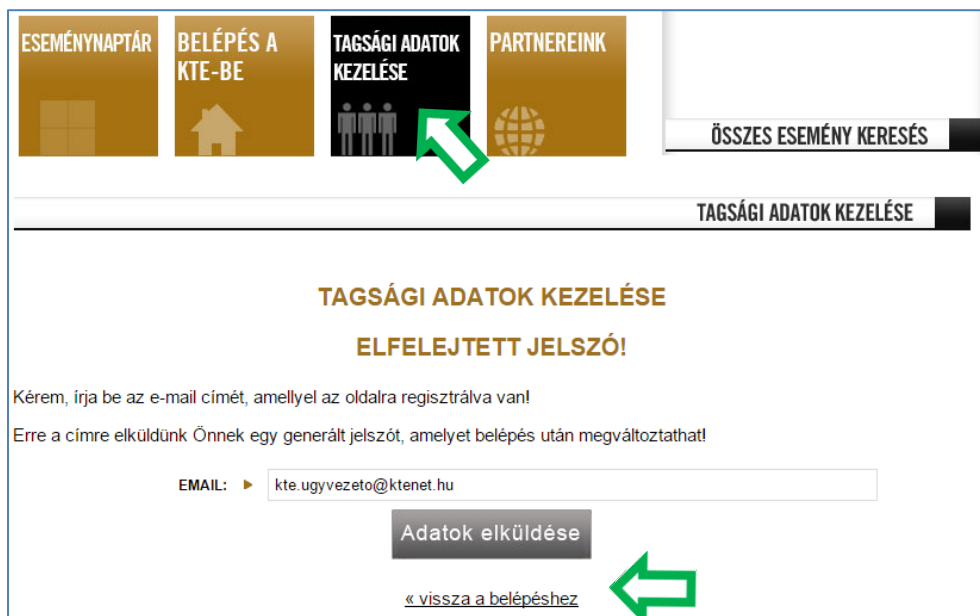 ESEMÉNYNAPTÁR
BELÉPÉS A
KTE-BE
TAGSÁGI ADATOK
KEZELÉSE
PARTNEREINK
ÖSSZES ESEMÉNY KERESÉS
TAGSÁGI ADATOK KEZELÉSE
TAGSÁGI ADATOK KEZELÉSE
ELFELEJTETT JELSZÓ!
Kérem, írja be az e-mail címét, amellyel az oldalra regisztrálva van!
Erre a címre elküldünk Önnek egy generált jelszót, amelyet belépés után megváltoztathat!
EMAIL: kte.ugyvezeto@ktenet.hu
Adatok elküldése
« vissza a belépéshez